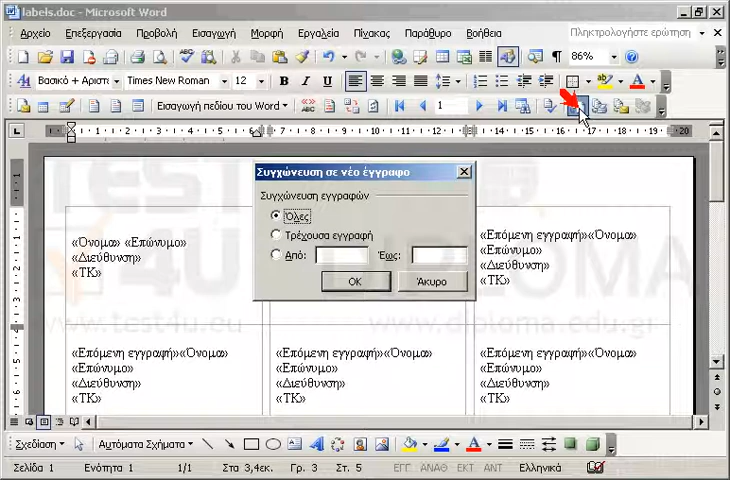 labels.doc - Microsoft Word
Αρχείο Επεξεργασία Προβολή Εισαγωγή Μορφή Εργαλεία Πίνακας Παράθυρο Βοήθεια Πληκτρολογήστε ερώτηση
86%
Βασικό + Αριστε Times New Roman 12 B I U
Εισαγωγή πεδίου του Word 1
Συγχώνευση σε νέο έγγραφο
Συγχώνευση εγγραφών
Όλες
Τρέχουσα εγγραφή
Από: Έως:
OK Άκυρο
«Όνομα» «Επώνυμο»
«Διεύθυνση»
«ΤΚ»
«Επόμενη εγγραφή»«Όνομα»
«Επώνυμο»
«Διεύθυνση»
«ΤΚ»
TEST4U DIPLOMA
www.test4u.eu www.diploma.edu.gr
«Επόμενη εγγραφή»«Όνομα» «Επόμενη εγγραφή»«Όνομα» «Επόμενη εγγραφή»«Όνομα»
«Επώνυμο» «Επώνυμο» «Επώνυμο»
«Διεύθυνση» «Διεύθυνση» «Διεύθυνση»
«ΤΚ» «ΤΚ» «ΤΚ»
Σχεδίαση Αυτόματα Σχήματα
Σελίδα 1 Ενότητα 1 1/1 Στα 3,4εκ. Γρ. 3 Στ. 5 ΕΓΓ ΑΝΑΘ ΕΚΤ ΑΝΤ Ελληνικά